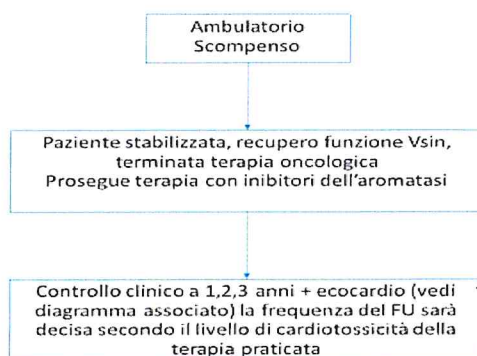 Ambulatorio
Scompenso
Paziente stabilizzata, recupero funzione Vsin,
terminata terapia oncologica
Prosegue terapia con inibitori dell'aromatasi
Controllo clinico a 1,2,3 anni + ecocardio (vedi
diagramma associato) la frequenza del FU sarà
decisa secondo il livello di cardiotossicità della
terapia praticata